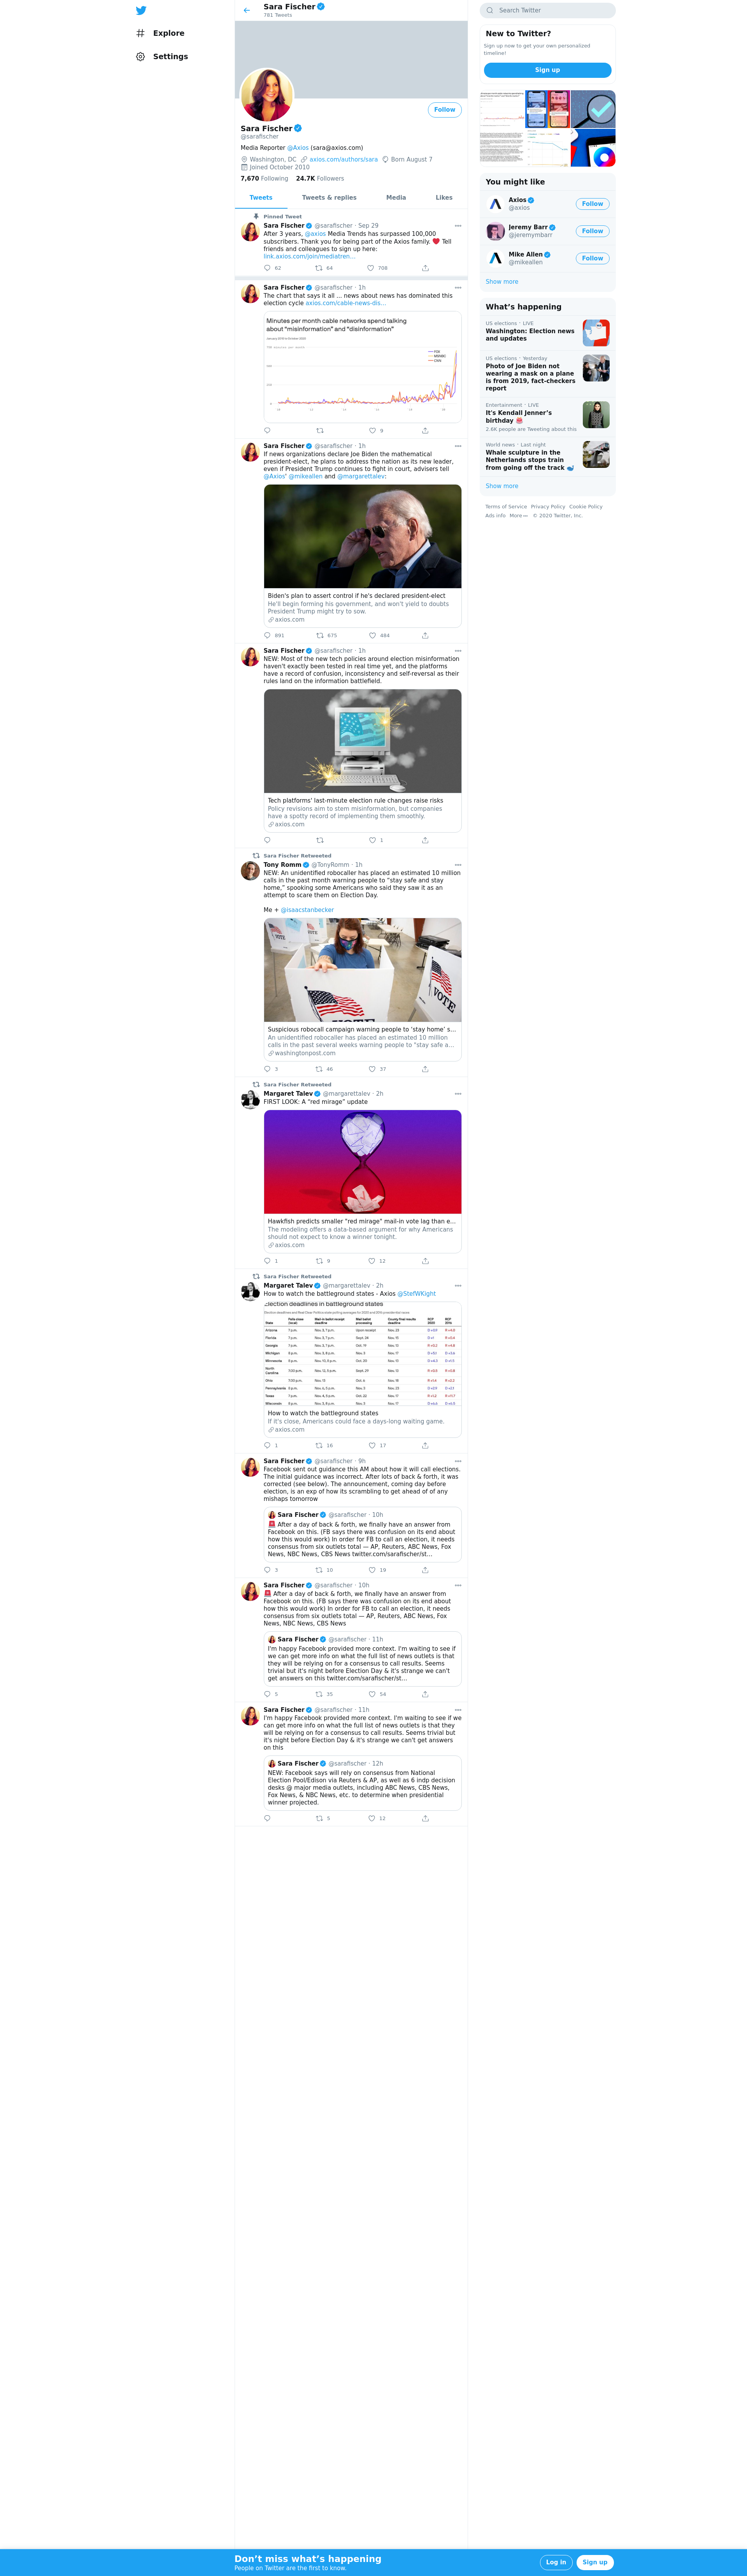 Explore
Settings
Sara Fischer
781 Tweets
Follow
Sara Fischer
@sarafischer
Media Reporter @Axios (sara@axios.com)
Washington, DC axios.com/authors/sara Born August 7
Joined October 2010
7,670 Following 24.7K Followers
Tweets Tweets & replies Media Likes
Pinned Tweet
Sara Fischer @sarafischer · Sep 29
After 3 years, @axios Media Trends has surpassed 100,000
subscribers. Thank you for being part of the Axios family. ❤️ Tell
friends and colleagues to sign up here:
link.axios.com/join/mediatren…
62 64 708
Sara Fischer @sarafischer · 1h
The chart that says it all ... news about news has dominated this
election cycle axios.com/cable-news-dis…
Minutes per month cable networks spend talking
about “misinformation” and “disinformation”
9
Sara Fischer @sarafischer · 1h
If news organizations declare Joe Biden the mathematical
president-elect, he plans to address the nation as its new leader,
even if President Trump continues to fight in court, advisers tell
@Axios' @mikeallen and @margarettalev:
Biden's plan to assert control if he's declared president-elect
He'll begin forming his government, and won't yield to doubts
President Trump might try to sow.
axios.com
891 675 484
Sara Fischer @sarafischer · 1h
NEW: Most of the new tech policies around election misinformation
haven't exactly been tested in real time yet, and the platforms
have a record of confusion, inconsistency and self-reversal as their
rules land on the information battlefield.
Tech platforms' last-minute election rule changes raise risks
Policy revisions aim to stem misinformation, but companies
have a spotty record of implementing them smoothly.
axios.com
1
Sara Fischer Retweeted
Tony Romm @TonyRomm · 1h
NEW: An unidentified robocaller has placed an estimated 10 million
calls in the past month warning people to “stay safe and stay
home,” spooking some Americans who said they saw it as an
attempt to scare them on Election Day.
Me + @isaacstanbecker
VOTE
VOTE
Suspicious robocall campaign warning people to ‘stay home’ s…
An unidentified robocaller has placed an estimated 10 million
calls in the past several weeks warning people to "stay safe a…
washingtonpost.com
3 46 37
Sara Fischer Retweeted
Margaret Talev @margarettalev · 2h
FIRST LOOK: A “red mirage” update
Hawkfish predicts smaller "red mirage" mail-in vote lag than e…
The modeling offers a data-based argument for why Americans
should not expect to know a winner tonight.
axios.com
1 9 12
Sara Fischer Retweeted
Margaret Talev @margarettalev · 2h
How to watch the battleground states - Axios @StefWKight
Election deadlines in battleground states
How to watch the battleground states
If it's close, Americans could face a days-long waiting game.
axios.com
1 16 17
Sara Fischer @sarafischer · 9h
Facebook sent out guidance this AM about how it will call elections.
The initial guidance was incorrect. After lots of back & forth, it was
corrected (see below). The announcement, coming day before
election, is an exp of how its scrambling to get ahead of of any
mishaps tomorrow
Sara Fischer @sarafischer · 10h
🚨 After a day of back & forth, we finally have an answer from
Facebook on this. (FB says there was confusion on its end about
how this would work) In order for FB to call an election, it needs
consensus from six outlets total — AP, Reuters, ABC News, Fox
News, NBC News, CBS News twitter.com/sarafischer/st…
3 10 19
Sara Fischer @sarafischer · 10h
🚨 After a day of back & forth, we finally have an answer from
Facebook on this. (FB says there was confusion on its end about
how this would work) In order for FB to call an election, it needs
consensus from six outlets total — AP, Reuters, ABC News, Fox
News, NBC News, CBS News
Sara Fischer @sarafischer · 11h
I'm happy Facebook provided more context. I'm waiting to see if
we can get more info on what the full list of news outlets is that
they will be relying on for a consensus to call results. Seems
trivial but it's night before Election Day & it's strange we can't
get answers on this twitter.com/sarafischer/st…
5 35 54
Sara Fischer @sarafischer · 11h
I'm happy Facebook provided more context. I'm waiting to see if we
can get more info on what the full list of news outlets is that they
will be relying on for a consensus to call results. Seems trivial but
it's night before Election Day & it's strange we can't get answers
on this
Sara Fischer @sarafischer · 12h
NEW: Facebook says will rely on consensus from National
Election Pool/Edison via Reuters & AP, as well as 6 indp decision
desks @ major media outlets, including ABC News, CBS News,
Fox News, & NBC News, etc. to determine when presidential
winner projected.
5 12
Search Twitter
New to Twitter?
Sign up now to get your own personalized
timeline!
Sign up
You might like
Axios
@axios
Follow
Jeremy Barr
@jeremymbarr
Follow
Mike Allen
@mikeallen
Follow
Show more
What’s happening
US elections · LIVE
Washington: Election news
and updates
US elections · Yesterday
Photo of Joe Biden not
wearing a mask on a plane
is from 2019, fact-checkers
report
Entertainment · LIVE
It's Kendall Jenner’s
birthday 🎂
2.6K people are Tweeting about this
World news · Last night
Whale sculpture in the
Netherlands stops train
from going off the track 🐋
Show more
Terms of Service Privacy Policy Cookie Policy
Ads info More © 2020 Twitter, Inc.
Don’t miss what’s happening
People on Twitter are the first to know.
Log in Sign up